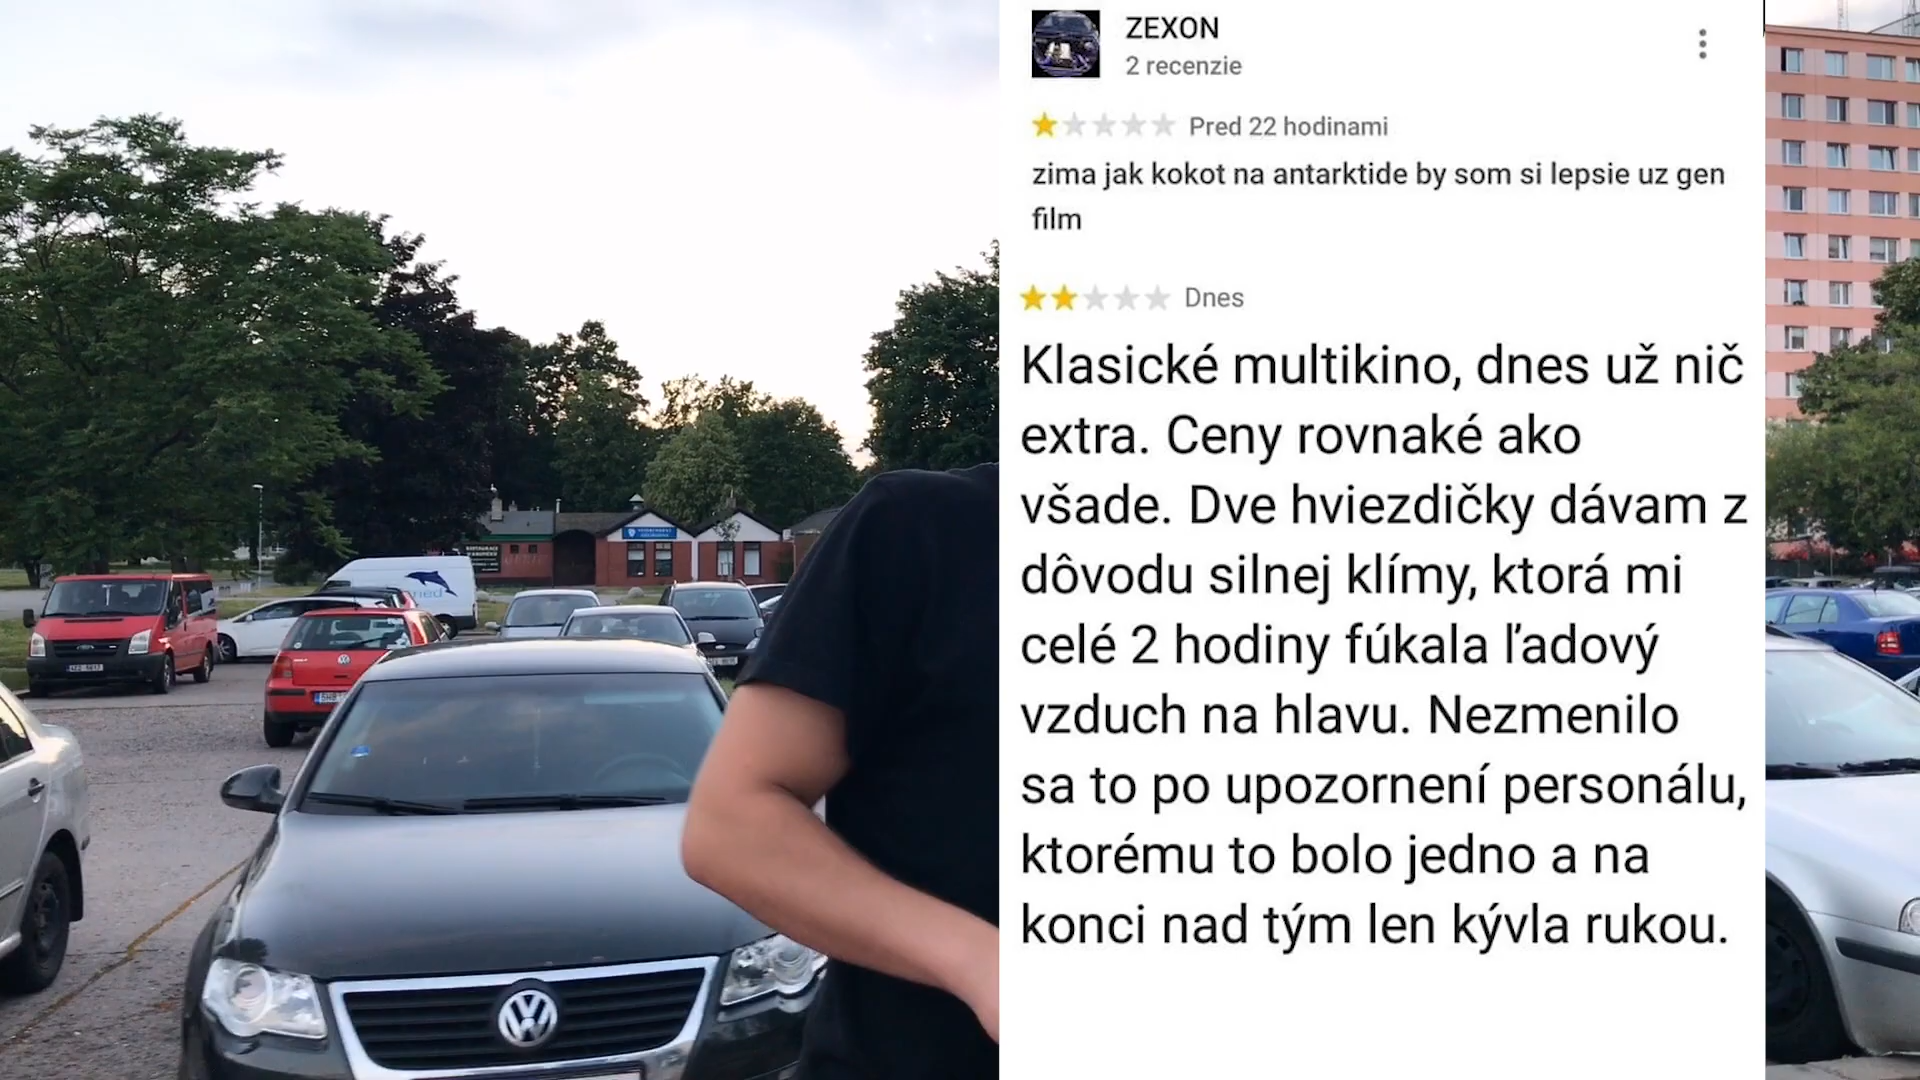 ZEXON
2 recenzie
Pred 22 hodinami
zima jak kokot na antarktide by som si lepsie uz gen
film
Dnes
Klasické multikino, dnes už nič
extra. Ceny rovnaké ako
všade. Dve hviezdičky dávam z
dôvodu silnej klímy, ktorá mi
celé 2 hodiny fúkala ľadový
vzduch na hlavu. Nezmenilo
sa to po upozornení personálu,
ktorému to bolo jedno a na
konci nad tým len kývla rukou.